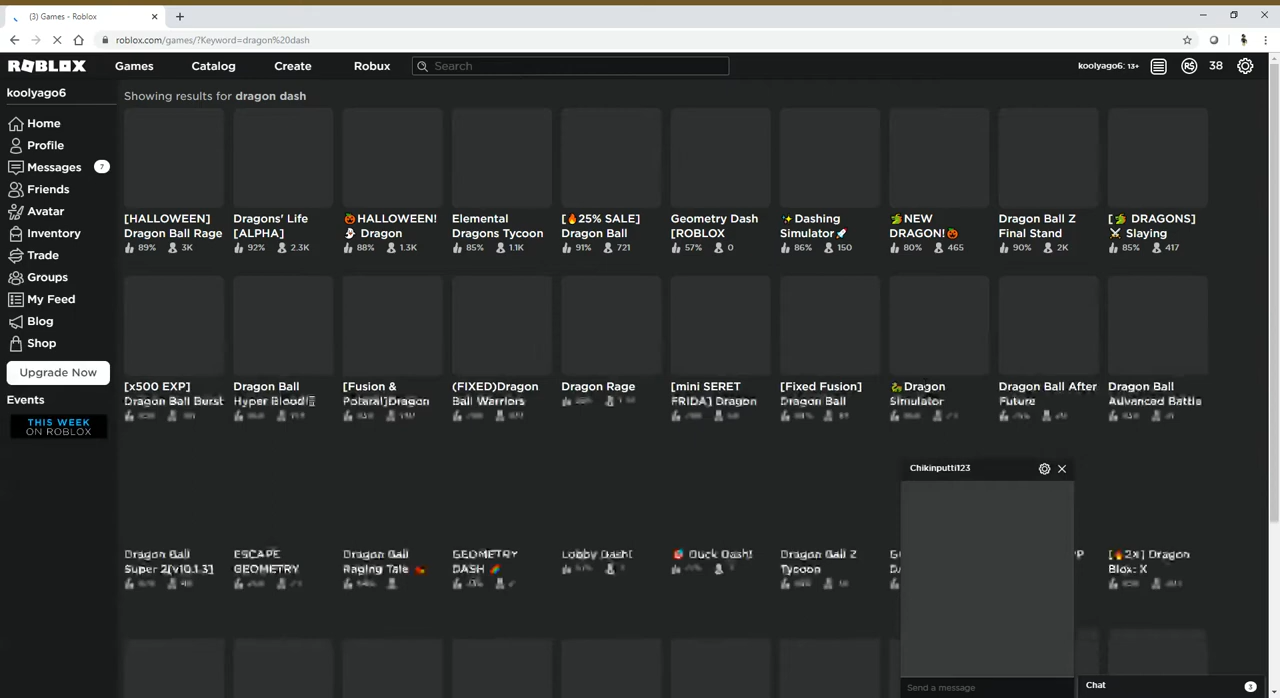 (3) Games - Roblox
roblox.com/games/?Keyword=dragon%20dash
ROBLOX
Games
Catalog
Create
Robux
Search
koolyago6: 13+
38
koolyago6
Home
Profile
Messages 7
Friends
Avatar
Inventory
Trade
Groups
My Feed
Blog
Shop
Upgrade Now
Events
THIS WEEK
ON ROBLOX
Showing results for dragon dash
[HALLOWEEN]
Dragon Ball Rage
89% 3K
Dragons' Life
[ALPHA]
92% 2.3K
🎃HALLOWEEN!
👻 Dragon
88% 1.3K
Elemental
Dragons Tycoon
85% 1.1K
[🔥25% SALE]
Dragon Ball
91% 721
Geometry Dash
[ROBLOX
57% 0
✨Dashing
Simulator🚀
86% 150
🐲NEW
DRAGON!🎃
80% 465
Dragon Ball Z
Final Stand
90% 2K
[🐲 DRAGONS]
⚔️ Slaying
85% 417
[x500 EXP]
Dragon Ball Burst
Dragon Ball
Hyper Blood
[Fusion &
Dragon
(FIXED)Dragon
Ball Warriors
Dragon Rage
[mini SERET
FRIDA] Dragon
[Fixed Fusion]
Dragon Ball
🐉Dragon
Simulator
Dragon Ball After
Future
Dragon Ball
Advanced Battle
Dragon Ball
Super 2[v10.1.3]
ESCAPE
GEOMETRY
Dragon Ball
Raging Tale
GEOMETRY
DASH 🌈
Lobby Dash!
Duck Dash!
Dragon Ball Z
Tycoon
[🔥2X] Dragon
Blox: X
Chikinputti123
Send a message
Chat 3